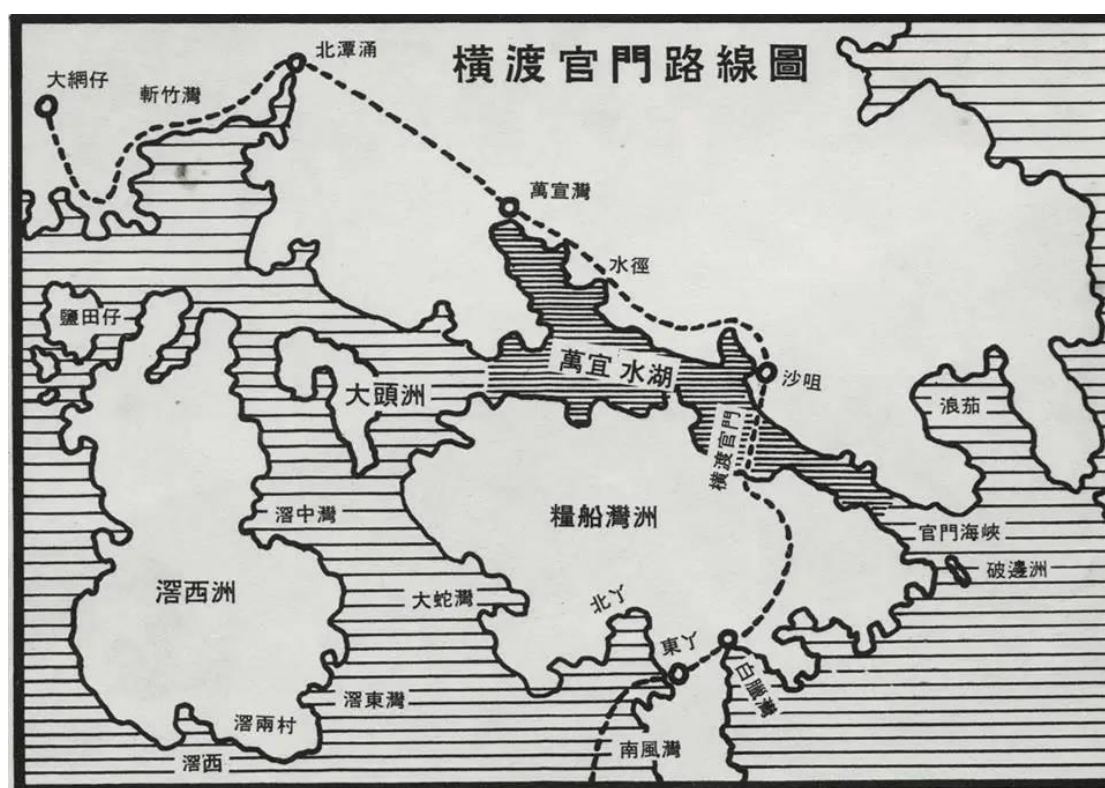 橫渡官門路線圖
北潭涌
大網仔
斬竹灣
萬宜灣
水徑
鹽田仔
萬宜水湖
大頭洲
沙咀
浪茄
橫渡官門
滘中灣
糧船灣洲
官門海峽
破邊洲
滘西洲
大蛇灣
北丫
東丫
白臘灣
滘東灣
滘兩村
南風灣
滘西